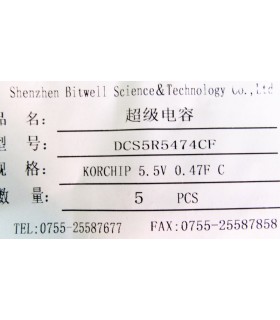 Shenzhen Bitwell Science&Technology Co.,Ltd
品 名: 超级电容
型 号: DCS5R5474CF
规 格: KORCHIP 5.5V 0.47F C
数 量: 5 PCS
TEL:0755-25587677 FAX:0755-25587858